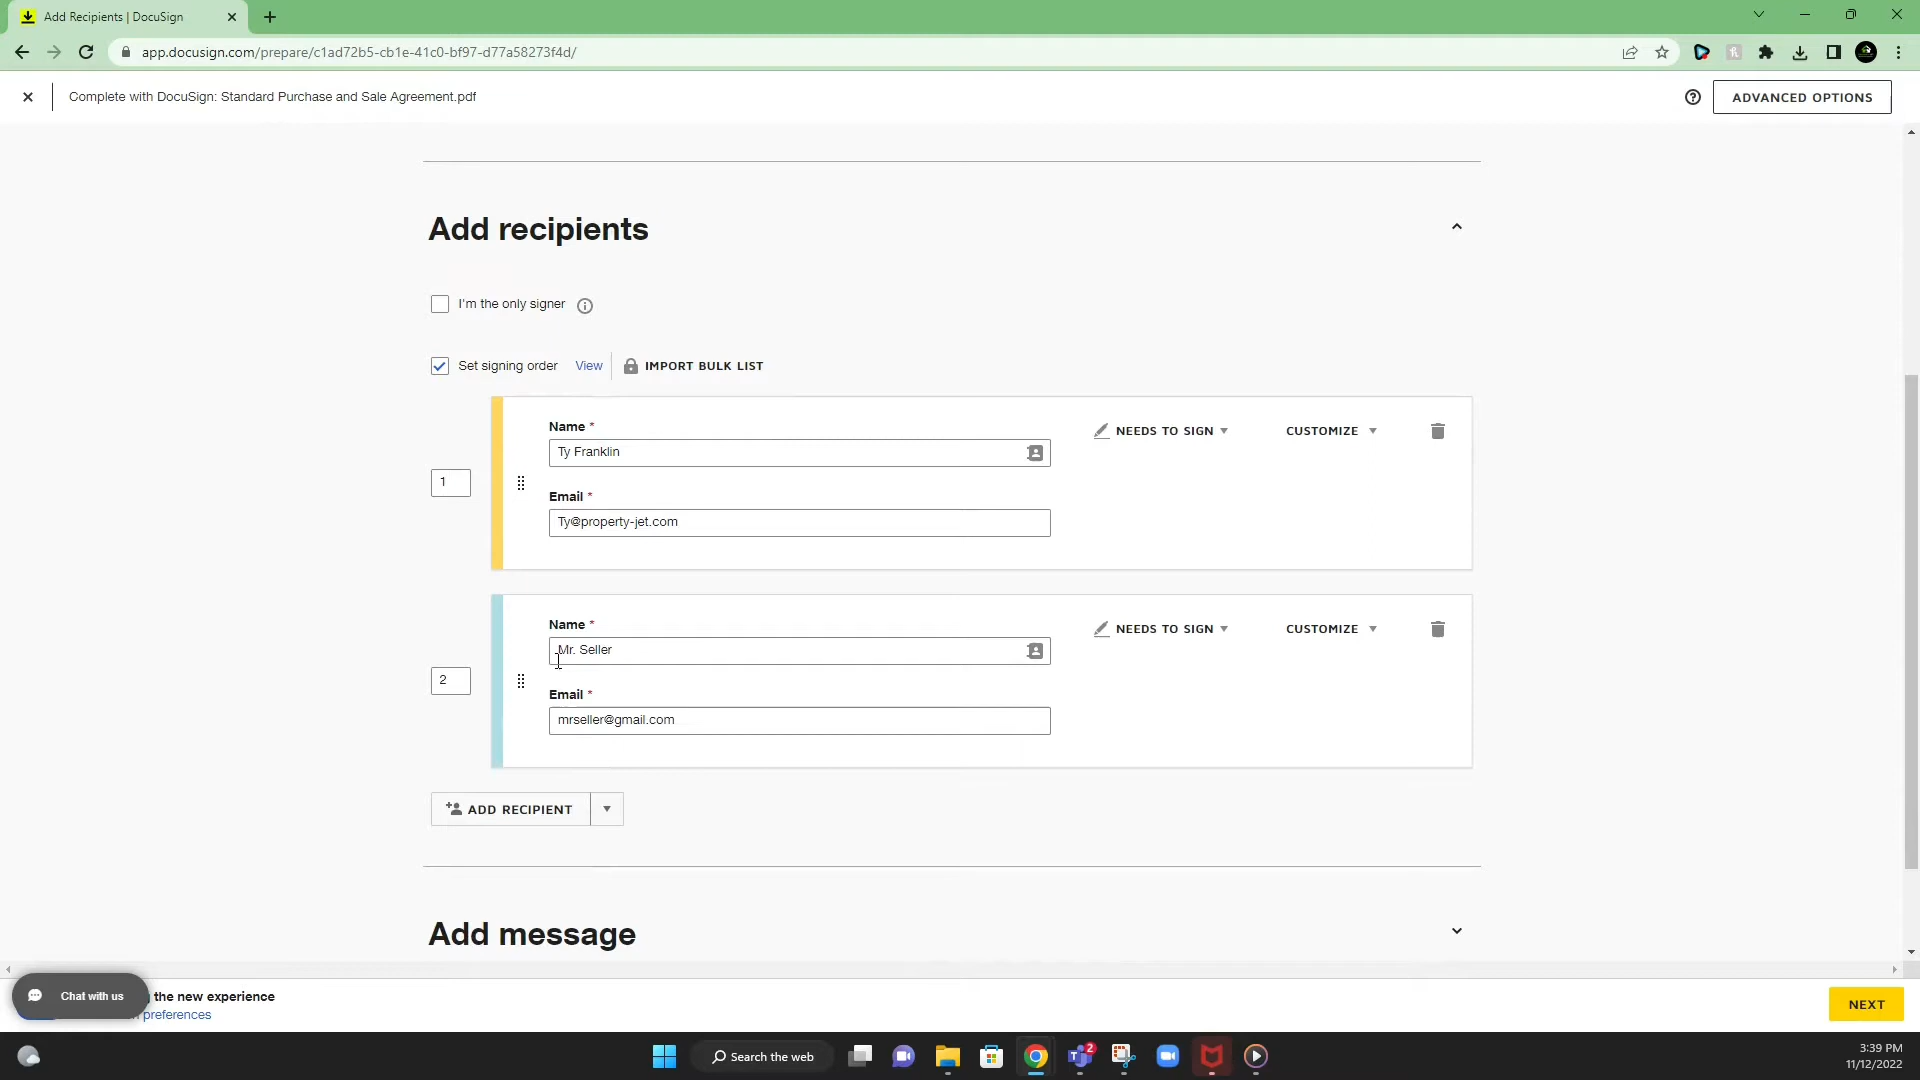 Add Recipients | DocuSign
app.docusign.com/prepare/c1ad72b5-cb1e-41c0-bf97-d77a58273f4d/
Complete with DocuSign: Standard Purchase and Sale Agreement.pdf
ADVANCED OPTIONS
Add recipients
I'm the only signer
Set signing order View IMPORT BULK LIST
Name *
NEEDS TO SIGN CUSTOMIZE
Ty Franklin
1
Email *
Ty@property-jet.com
Name *
NEEDS TO SIGN CUSTOMIZE
Mr. Seller
2
Email *
mrseller@gmail.com
ADD RECIPIENT
Add message
Chat with us
the new experience
preferences
NEXT
Search the web
2
3:39 PM
11/12/2022